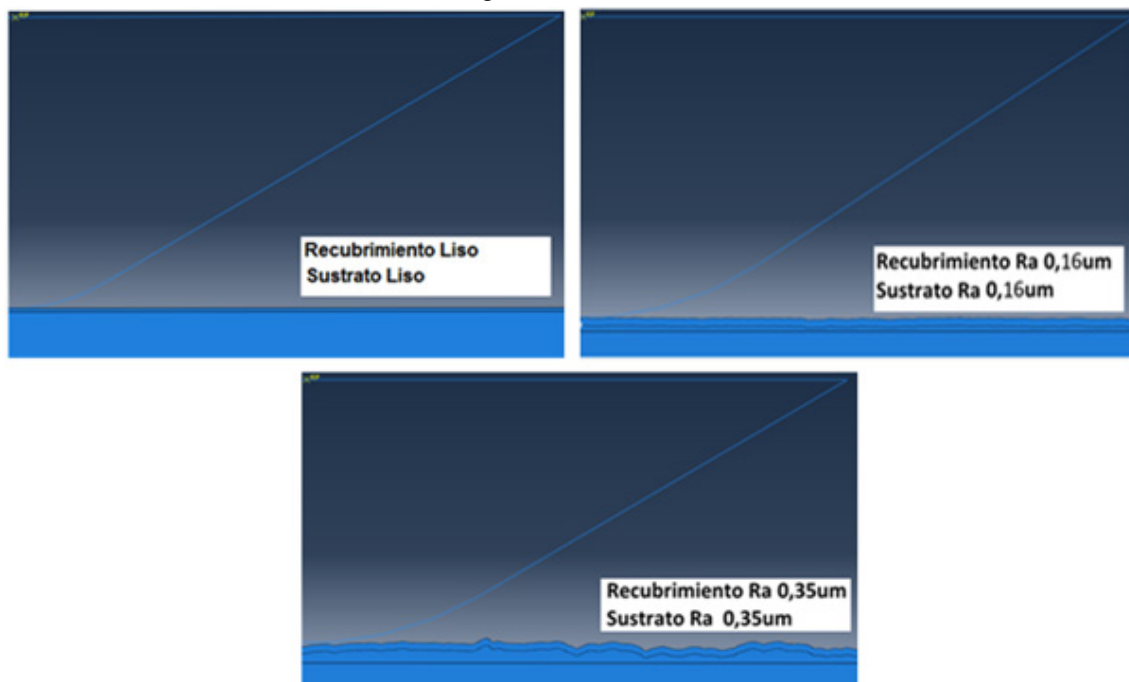 Recubrimiento Liso
Sustrato Liso
Recubrimiento Ra 0,16um
Sustrato Ra 0,16um
Recubrimiento Ra 0,35um
Sustrato Ra 0,35um